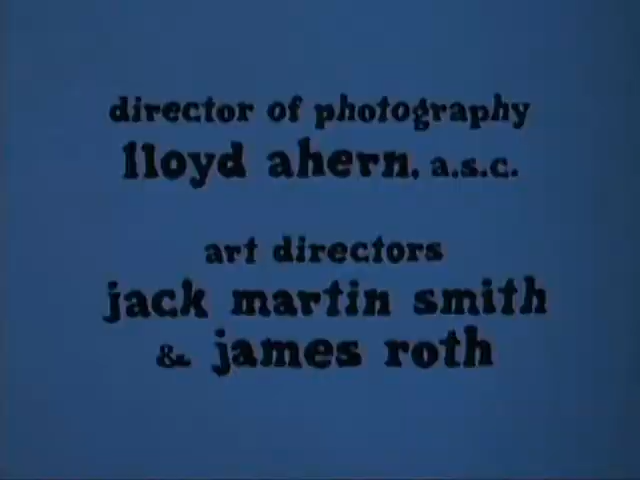 director of photography
lloyd ahern, a.s.c.
art directors
jack martin smith
& james roth